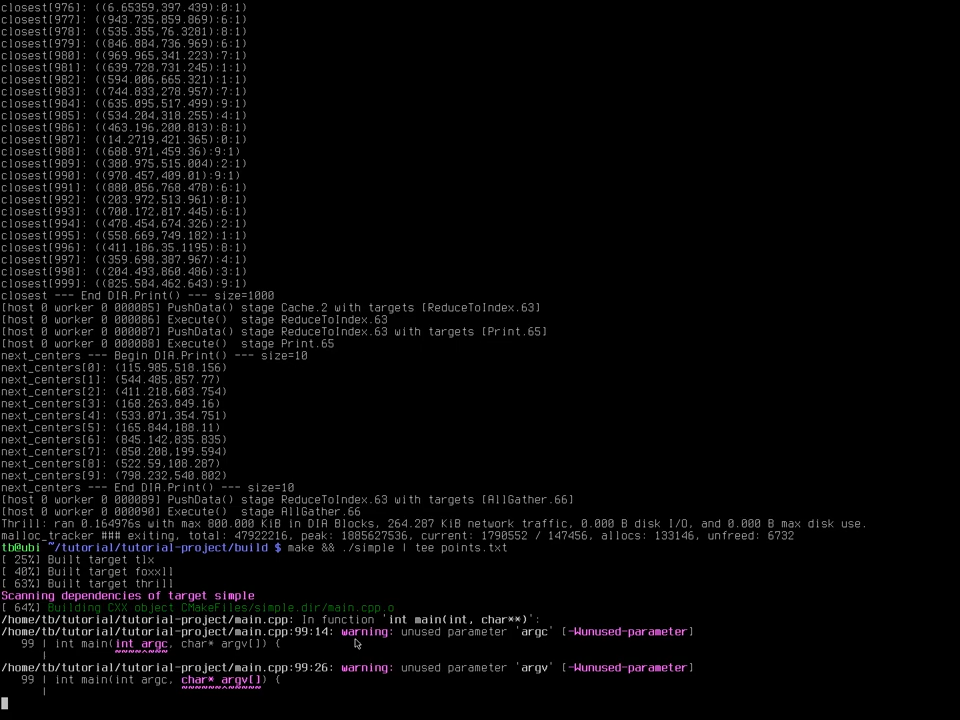 closest[976]: ((6.65359,397.439):0:1)
closest[977]: ((943.735,859.869):6:1)
closest[978]: ((535.355,76.3281):8:1)
closest[979]: ((846.884,736.969):6:1)
closest[980]: ((969.965,341.223):7:1)
closest[981]: ((639.728,731.245):1:1)
closest[982]: ((594.006,665.321):1:1)
closest[983]: ((744.833,278.957):7:1)
closest[984]: ((635.095,517.499):9:1)
closest[985]: ((534.204,318.255):4:1)
closest[986]: ((463.196,200.813):8:1)
closest[987]: ((14.2719,421.365):0:1)
closest[988]: ((688.971,459.36):9:1)
closest[989]: ((380.975,515.004):2:1)
closest[990]: ((970.457,409.01):9:1)
closest[991]: ((880.056,768.478):6:1)
closest[992]: ((203.972,513.961):0:1)
closest[993]: ((700.172,817.445):6:1)
closest[994]: ((478.454,674.326):2:1)
closest[995]: ((558.669,749.182):1:1)
closest[996]: ((411.186,35.1195):8:1)
closest[997]: ((359.698,387.967):4:1)
closest[998]: ((204.493,860.486):3:1)
closest[999]: ((825.584,462.643):9:1)
closest --- End DIA.Print() --- size=1000
[host 0 worker 0 000085] PushData() stage Cache.2 with targets [ReduceToIndex.63]
[host 0 worker 0 000086] Execute()  stage ReduceToIndex.63
[host 0 worker 0 000087] PushData() stage ReduceToIndex.63 with targets [Print.65]
[host 0 worker 0 000088] Execute()  stage Print.65
next_centers --- Begin DIA.Print() --- size=10
next_centers[0]: (115.985,518.156)
next_centers[1]: (544.485,857.77)
next_centers[2]: (411.218,603.754)
next_centers[3]: (168.263,849.16)
next_centers[4]: (533.071,354.751)
next_centers[5]: (165.844,188.11)
next_centers[6]: (845.142,835.835)
next_centers[7]: (850.208,199.594)
next_centers[8]: (522.59,108.287)
next_centers[9]: (798.232,540.802)
next_centers --- End DIA.Print() --- size=10
[host 0 worker 0 000089] PushData() stage ReduceToIndex.63 with targets [AllGather.66]
[host 0 worker 0 000090] Execute()  stage AllGather.66
Thrill: ran 0.164976s with max 800.000 KiB in DIA Blocks, 264.287 KiB network traffic, 0.000 B disk I/O, and 0.000 B max disk use.
malloc_tracker ### exiting, total: 47922216, peak: 1885627536, current: 1790552 / 147456, allocs: 133146, unfreed: 6732
tb@ubi ~/tutorial/tutorial-project/build $ make && ./simple | tee points.txt
[ 25%] Built target tlx
[ 40%] Built target foxxll
[ 63%] Built target thrill
Scanning dependencies of target simple
[ 64%] Building CXX object CMakeFiles/simple.dir/main.cpp.o
/home/tb/tutorial/tutorial-project/main.cpp: In function 'int main(int, char**)':
/home/tb/tutorial/tutorial-project/main.cpp:99:14: warning: unused parameter 'argc' [-Wunused-parameter]
   99 | int main(int argc, char* argv[]) {
      |          ~~~~^~~~
/home/tb/tutorial/tutorial-project/main.cpp:99:26: warning: unused parameter 'argv' [-Wunused-parameter]
   99 | int main(int argc, char* argv[]) {
      |                    ~~~~~~^~~~~~